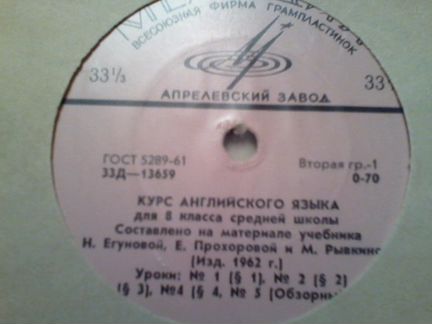 ВСЕСОЮЗНАЯ ФИРМА ГРАМПЛАСТИНОК
33⅓ 33
АПРЕЛЕВСКИЙ ЗАВОД
ГОСТ 5289-61 Вторая гр.-1
33Д—13659 0-70
КУРС АНГЛИЙСКОГО ЯЗЫКА
для 8 класса средней школы
Составлено на материале учебника
Н. Егуновой, Е. Прохоровой и М. Рывкино
(Изд. 1962 г.)
Уроки: № 1 (§ 1), № 2 (§ 2)
(§ 3), №4 (§ 4, № 5 (Обзорны